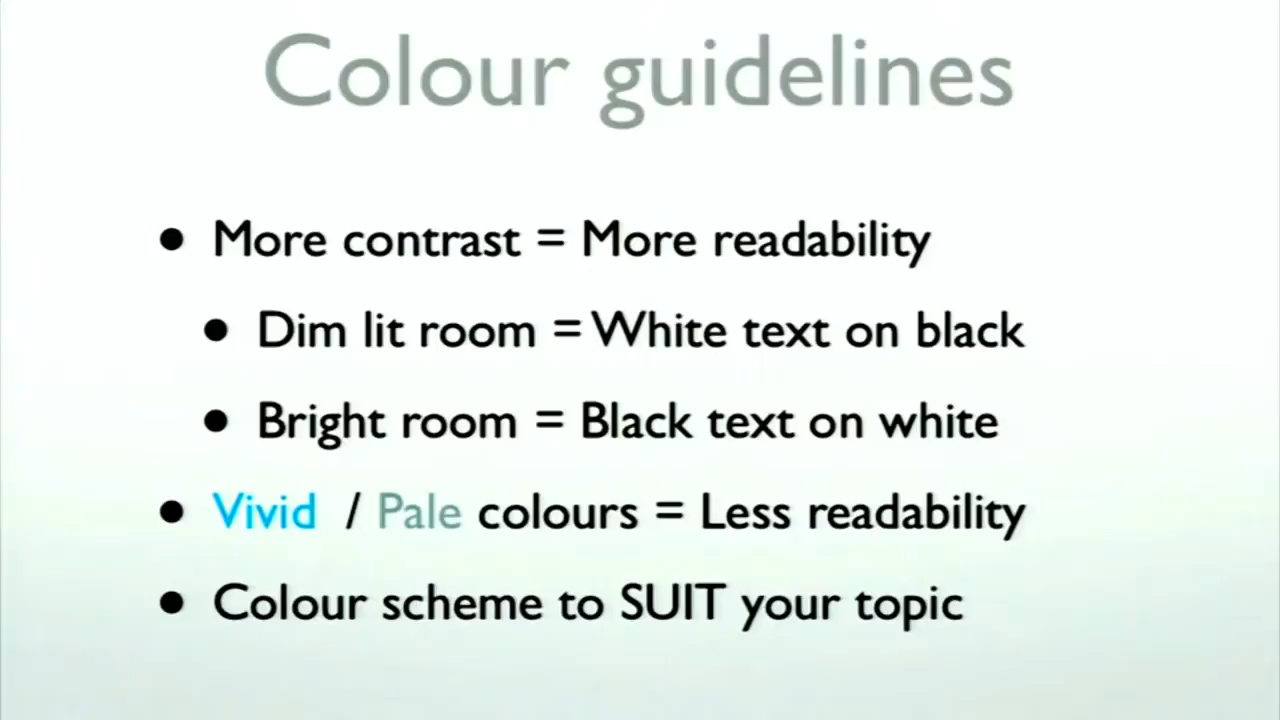 Colour guidelines
• More contrast = More readability
• Dim lit room = White text on black
• Bright room = Black text on white
• Vivid / Pale colours = Less readability
• Colour scheme to SUIT your topic